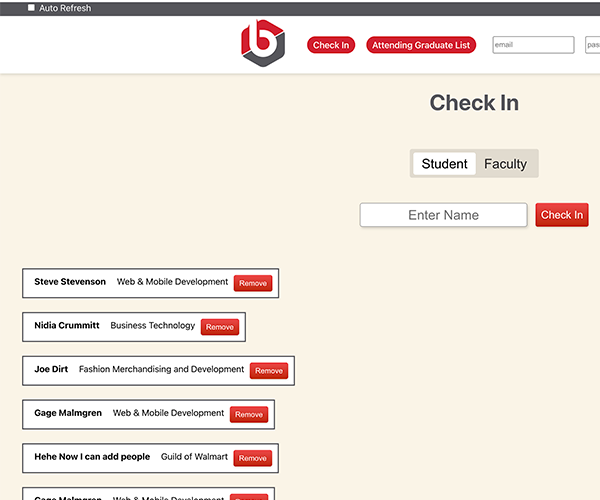 Auto Refresh
b
Check In Attending Graduate List email pas
Check In
Student Faculty
Enter Name Check In
Steve Stevenson Web & Mobile Development Remove
Nidia Crummitt Business Technology Remove
Joe Dirt Fashion Merchandising and Development Remove
Gage Malmgren Web & Mobile Development Remove
Hehe Now I can add people Guild of Walmart Remove
Gage Malmgren Web & Mobile Development Remove